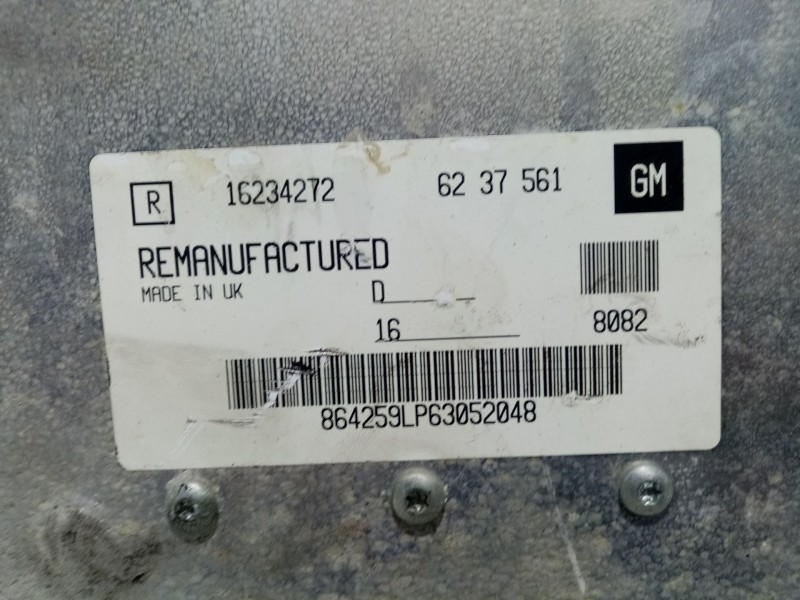 R 16234272 62 37 561 GM
REMANUFACTURED
MADE IN UK D
16 8082
864259LP63052048